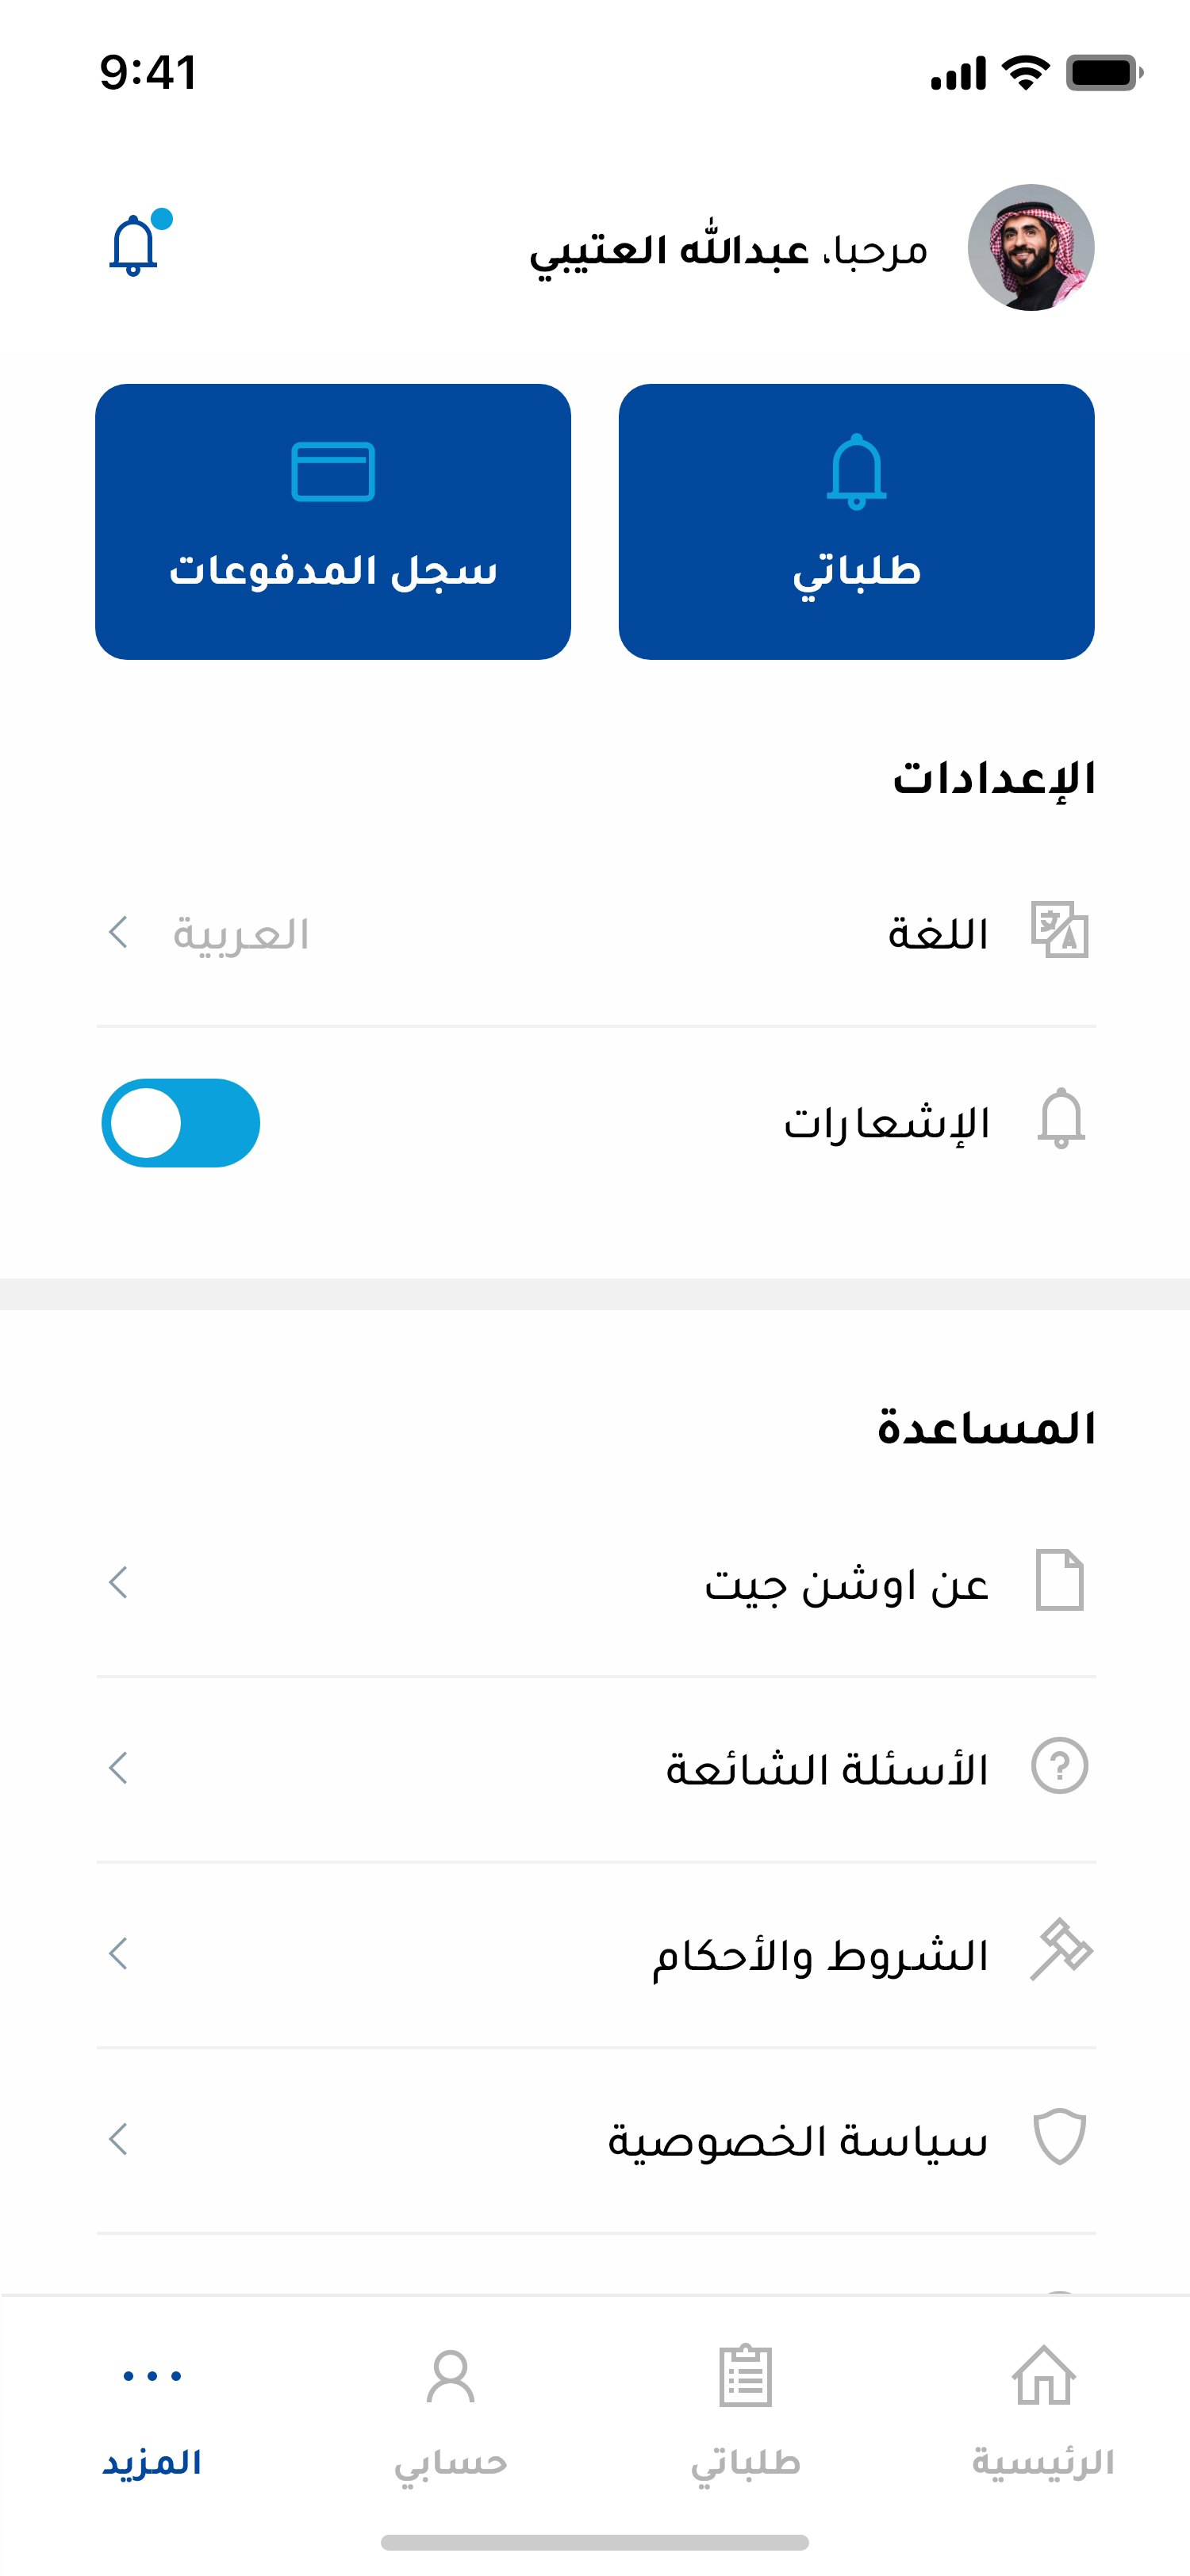 9:41
مرحبا، عبدالله العتيبي
طلباتي
سجل المدفوعات
الإعدادات
اللغة
العربية
الإشعارات
المساعدة
عن اوشن جيت
الأسئلة الشائعة
الشروط والأحكام
سياسة الخصوصية
الرئيسية
طلباتي
حسابي
المزيد